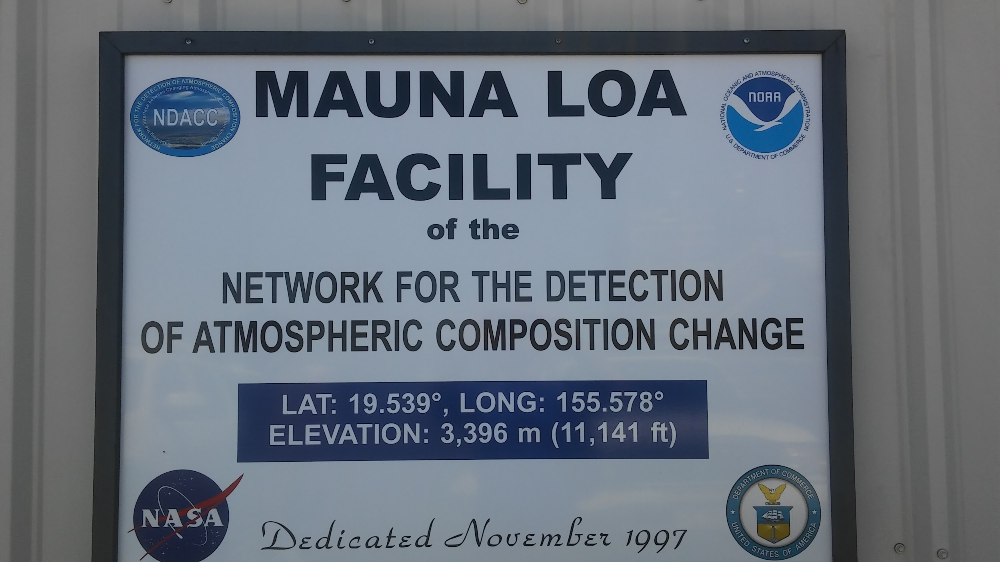 MAUNA LOA
FACILITY
of the
NETWORK FOR THE DETECTION
OF ATMOSPHERIC COMPOSITION CHANGE
LAT: 19.539°, LONG: 155.578°
ELEVATION: 3,396 m (11,141 ft)
Dedicated November 1997
NETWORK FOR THE DETECTION OF ATMOSPHERIC COMPOSITION CHANGE
Exploring the Interface between Changing Atmospheric Composition and Climate
NDACC
NATIONAL OCEANIC AND ATMOSPHERIC ADMINISTRATION
NOAA
U.S. DEPARTMENT OF COMMERCE
NASA
DEPARTMENT OF COMMERCE
UNITED STATES OF AMERICA